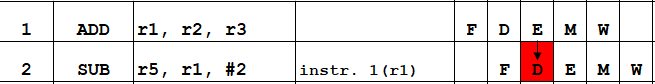 1 ADD r1, r2, r3 F D E M W
2 SUB r5, r1, #2 instr. 1(r1) F D E M W